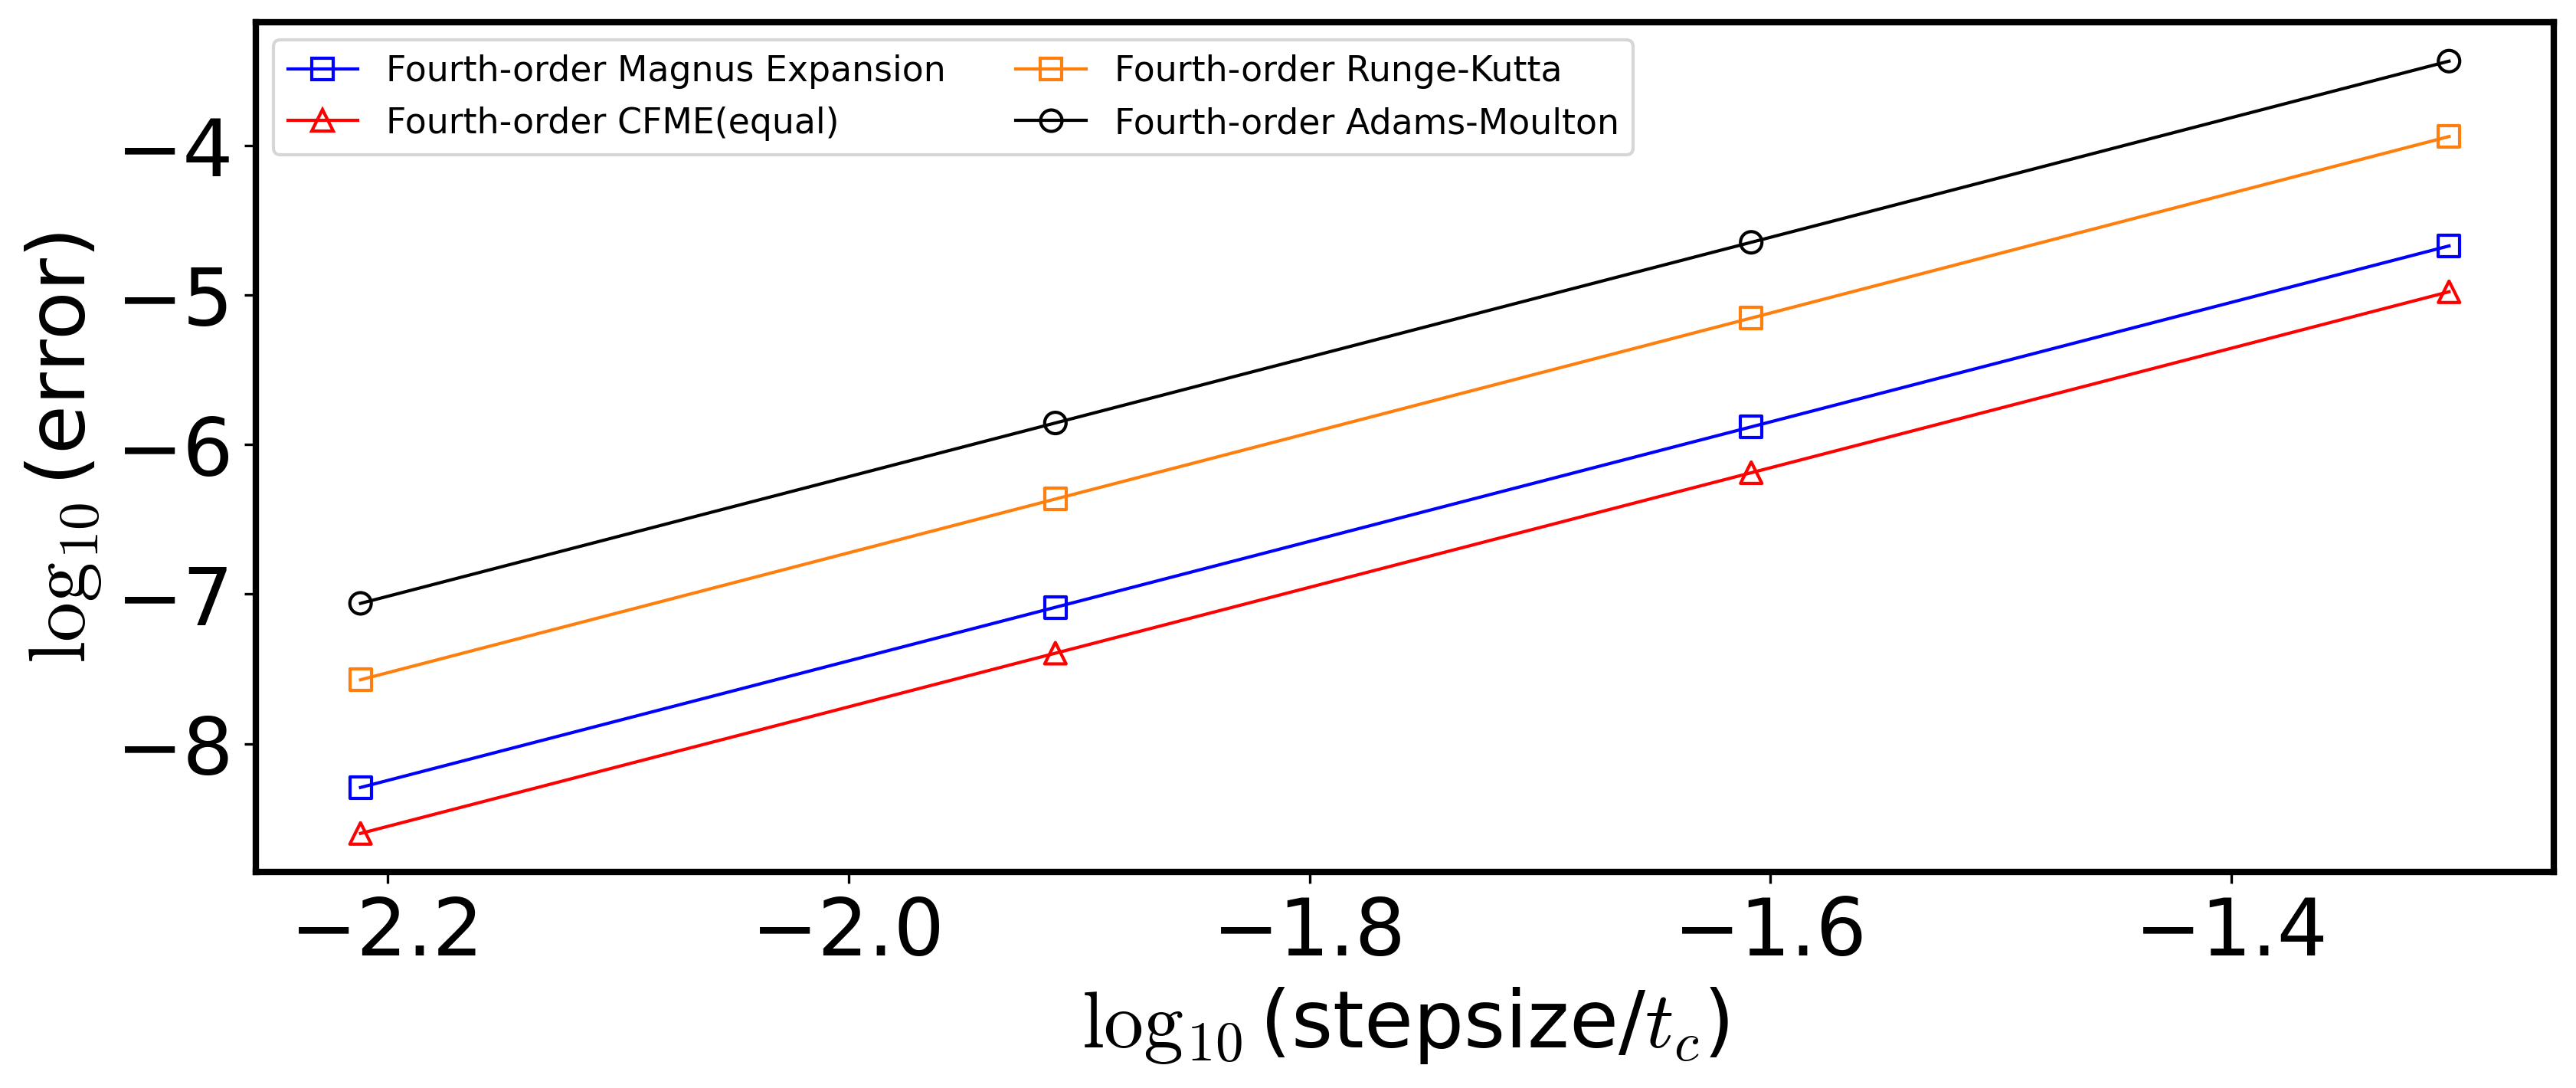 Fourth-order Magnus Expansion
Fourth-order CFME(equal)
Fourth-order Runge-Kutta
Fourth-order Adams-Moulton
log₁₀(error)
−4
−5
−6
−7
−8
−2.2 −2.0 −1.8 −1.6 −1.4
log₁₀(stepsize/t_c)